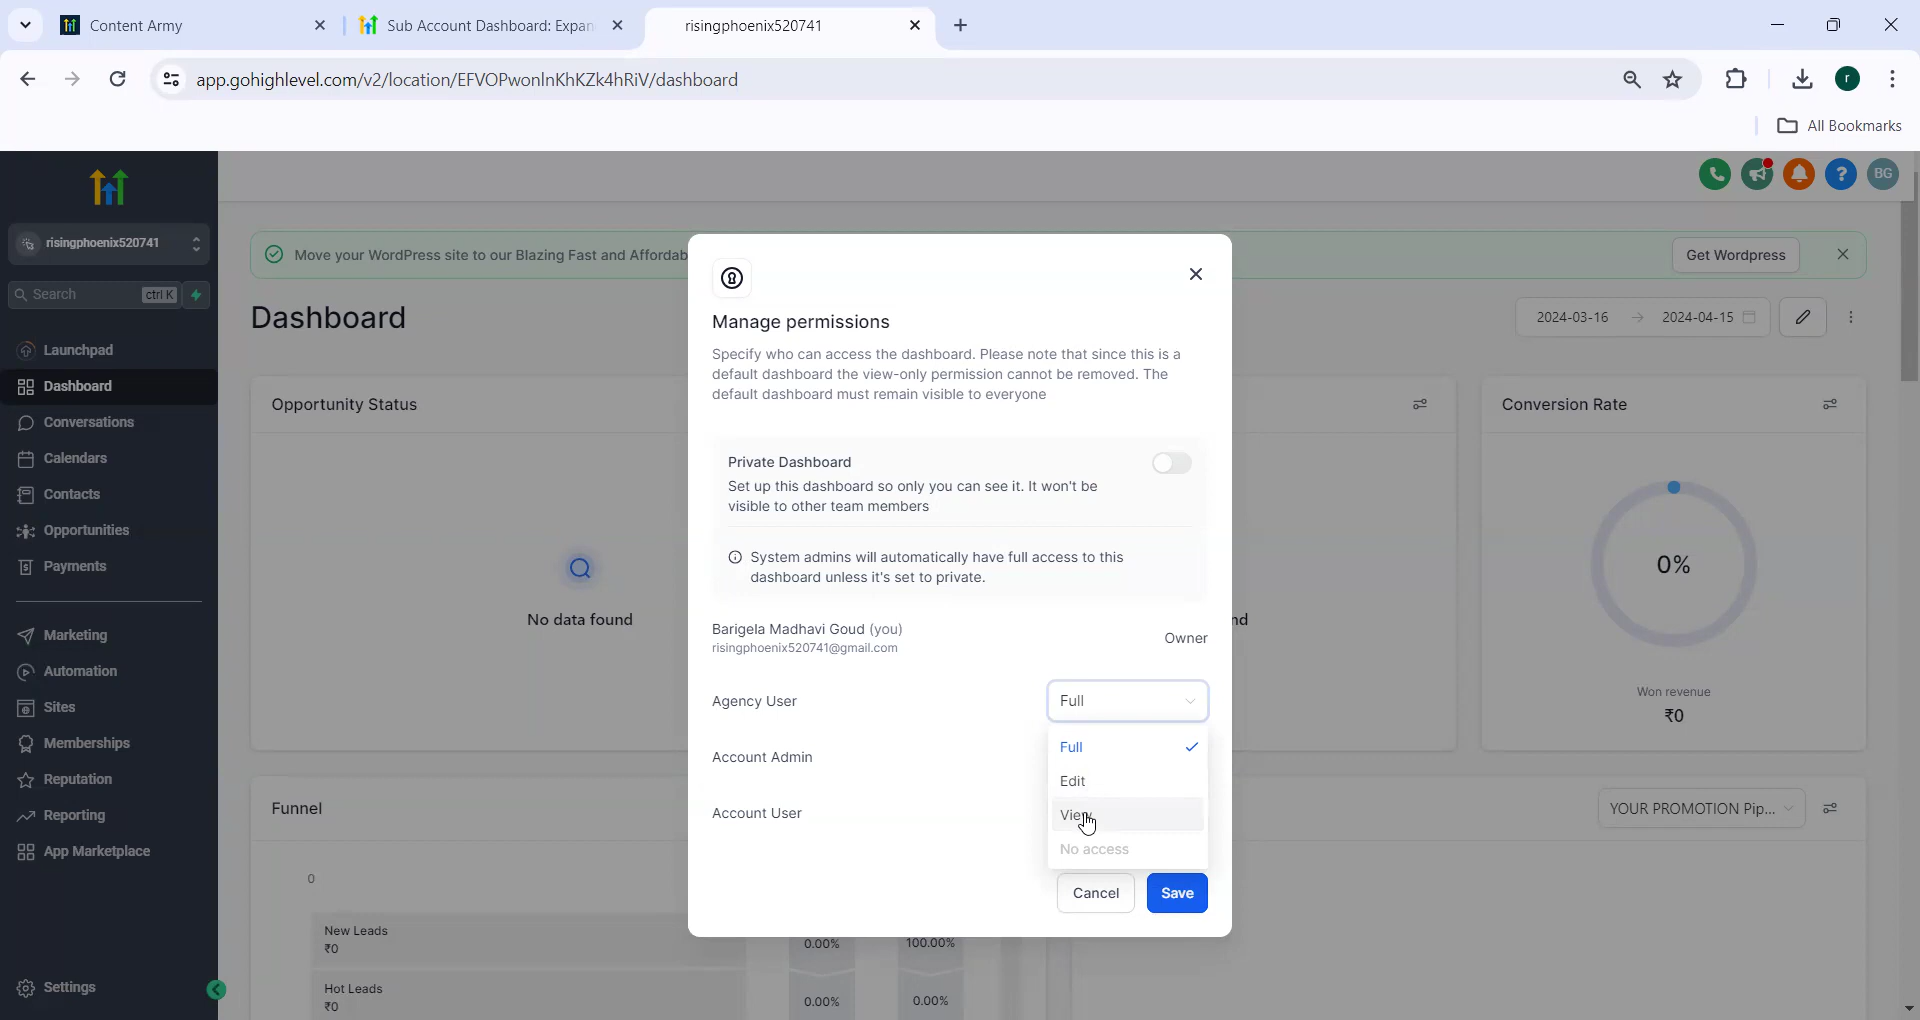 Content Army
Sub Account Dashboard: Expan
risingphoenix520741
app.gohighlevel.com/v2/location/EFVOPwonlnKhKZk4hRiV/dashboard
r
All Bookmarks
BG
risingphoenix520741
Search
ctrl K
Launchpad
Dashboard
Conversations
Calendars
Contacts
Opportunities
Payments
Marketing
Automation
Sites
Memberships
Reputation
Reporting
App Marketplace
Settings
Move your WordPress site to our Blazing Fast and Affordab
Get Wordpress
Dashboard
2024-03-16
2024-04-15
Opportunity Status
No data found
nd
Conversion Rate
0%
Won revenue
₹0
Funnel
YOUR PROMOTION Pip...
0
New Leads
₹0
0.00%
100.00%
Hot Leads
₹0
0.00%
0.00%
Manage permissions
Specify who can access the dashboard. Please note that since this is a
default dashboard the view-only permission cannot be removed. The
default dashboard must remain visible to everyone
Private Dashboard
Set up this dashboard so only you can see it. It won't be
visible to other team members
System admins will automatically have full access to this
dashboard unless it's set to private.
Barigela Madhavi Goud (you)
risingphoenix520741@gmail.com
Owner
Agency User
Full
Account Admin
Account User
Full
Edit
View
No access
Cancel
Save